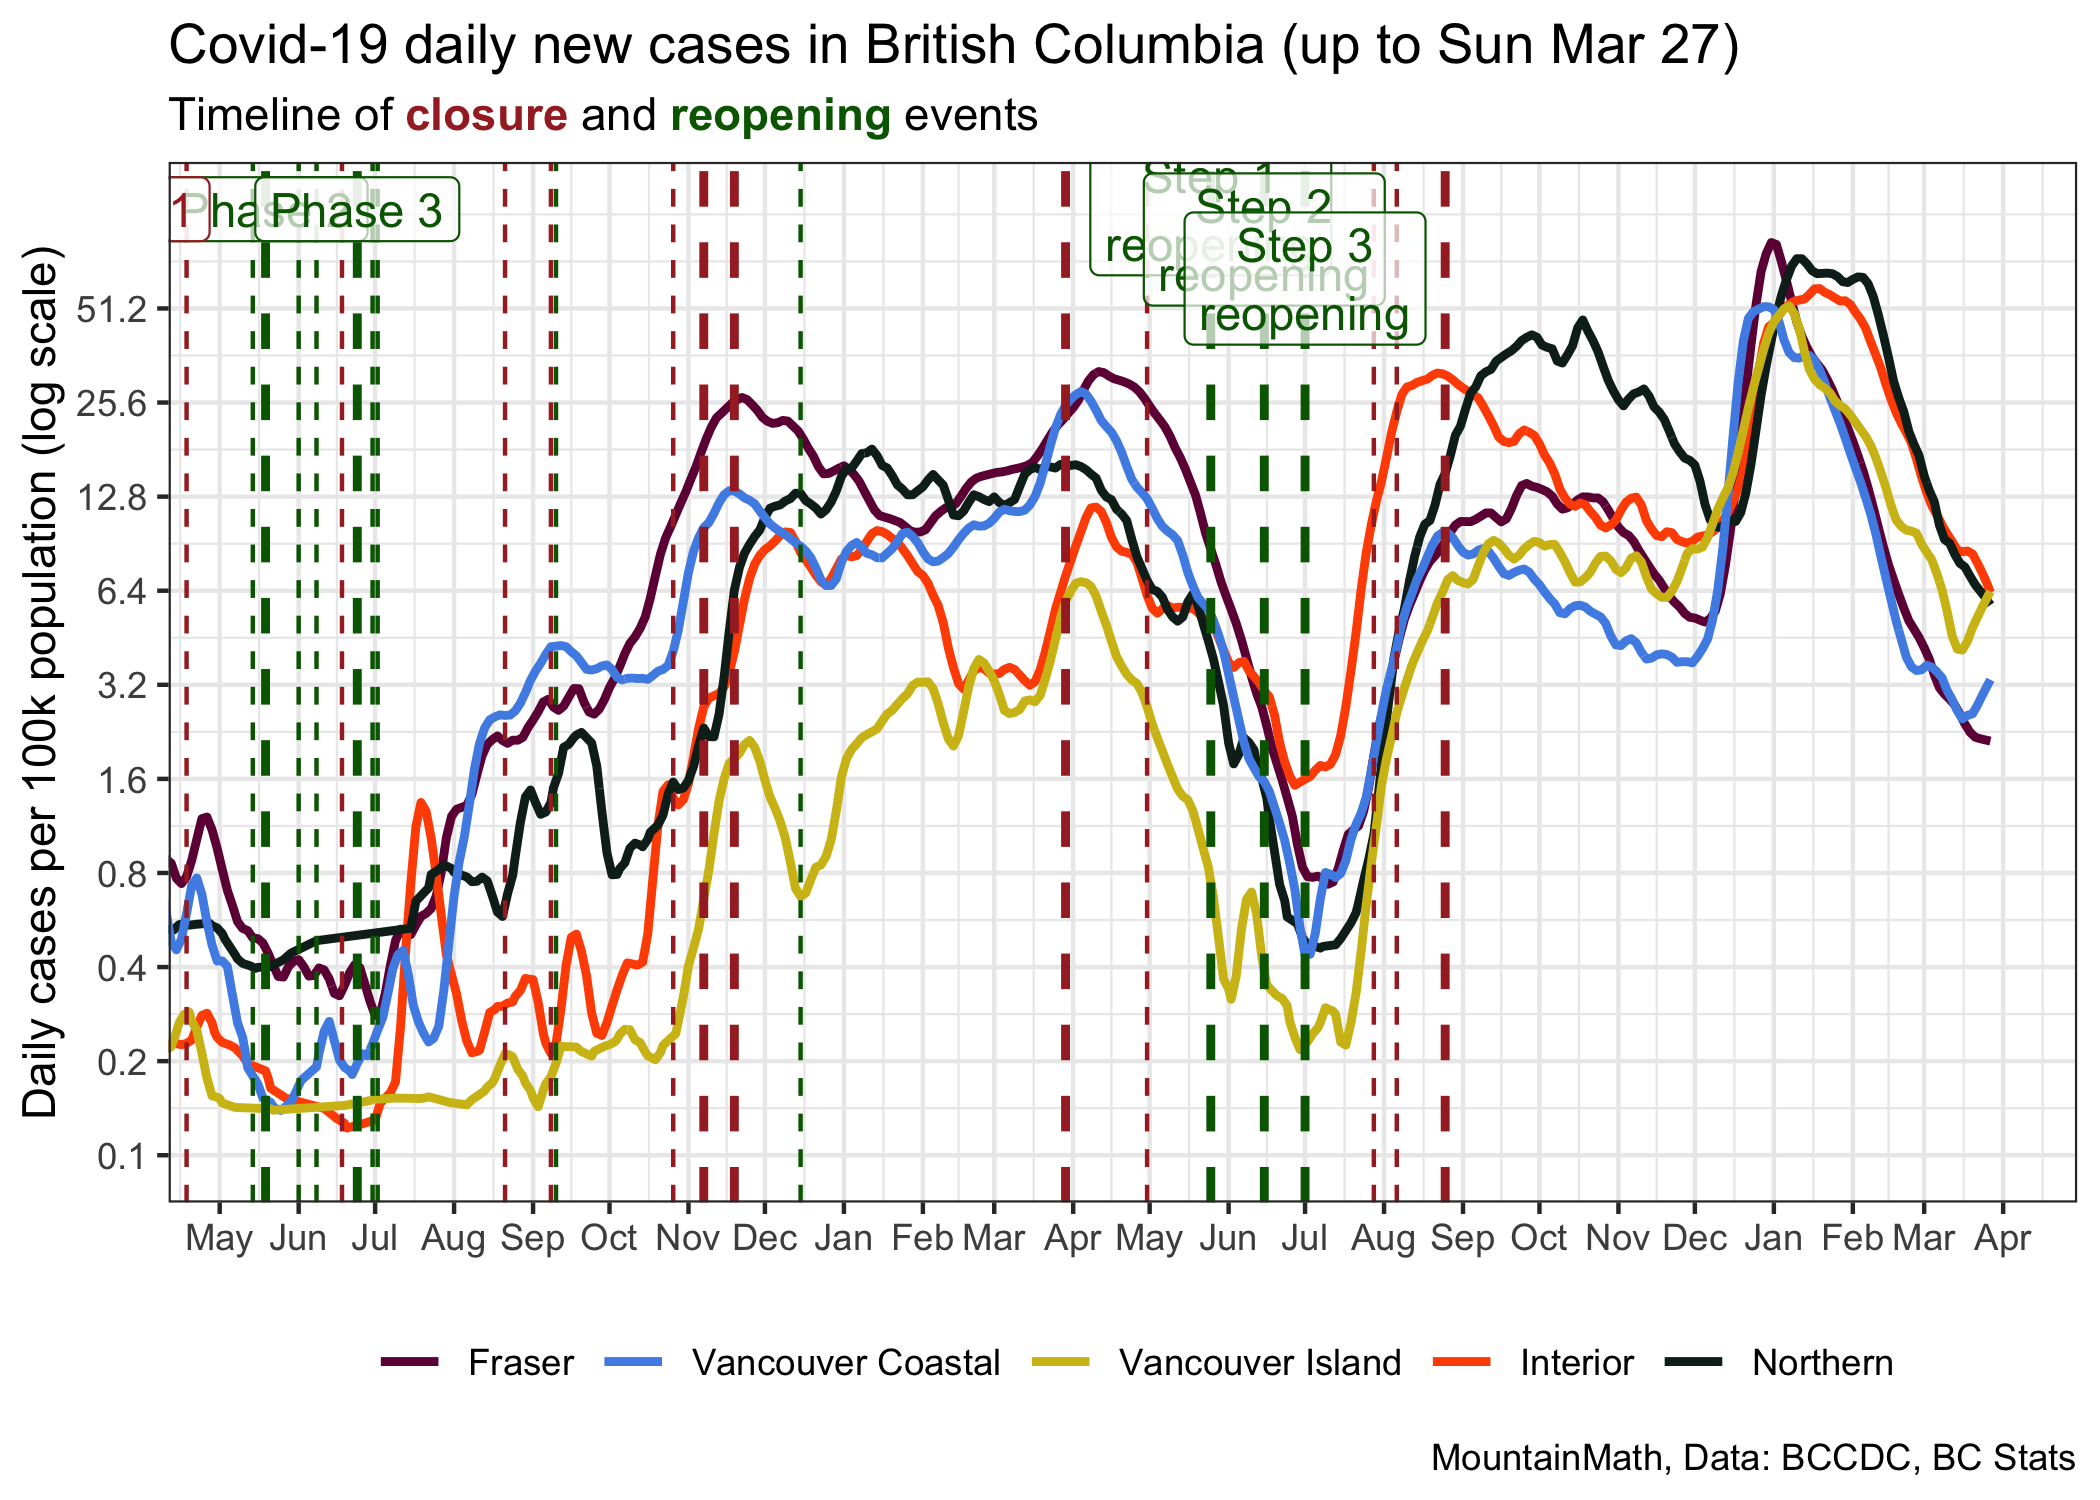 Covid-19 daily new cases in British Columbia (up to Sun Mar 27)
Timeline of closure and reopening events
1
Phase 2
Phase 3
Step 1
reopening
Step 2
reopening
Step 3
reopening
Daily cases per 100k population (log scale)
51.2
25.6
12.8
6.4
3.2
1.6
0.8
0.4
0.2
0.1
May Jun Jul Aug Sep Oct Nov Dec Jan Feb Mar Apr May Jun Jul Aug Sep Oct Nov Dec Jan Feb Mar Apr
Fraser Vancouver Coastal Vancouver Island Interior Northern
MountainMath, Data: BCCDC, BC Stats